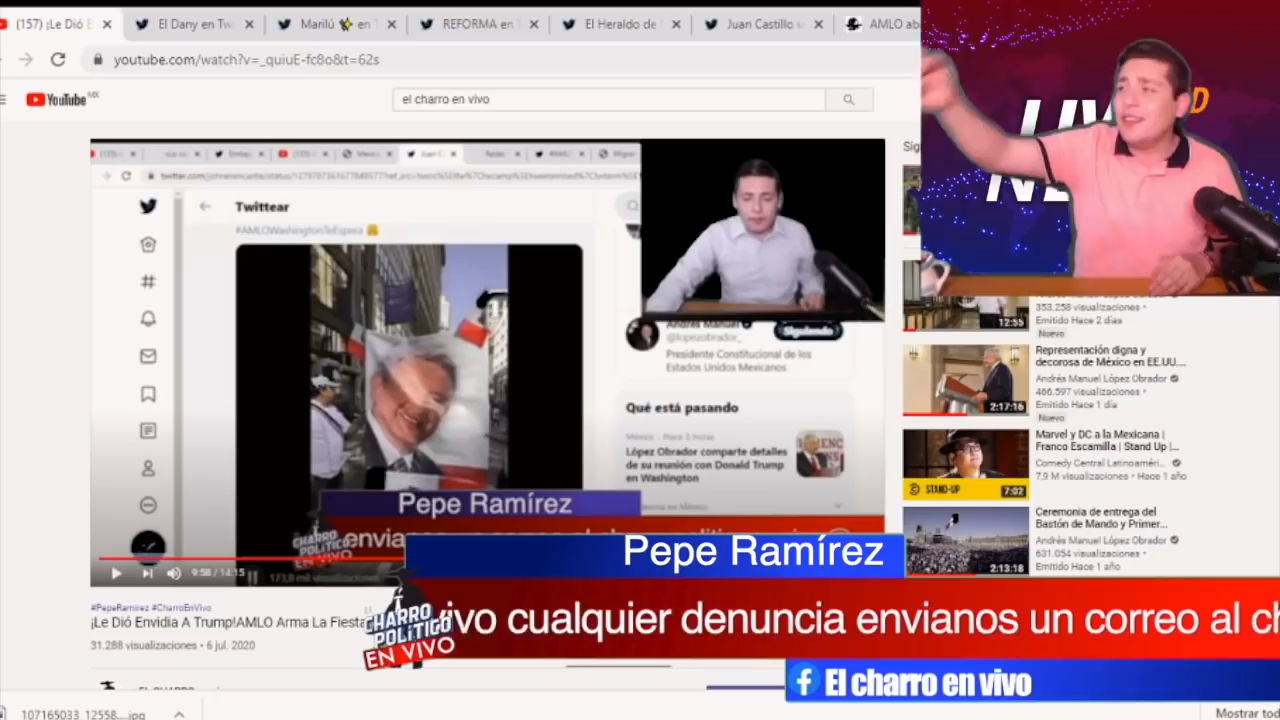 (157) ¡Le Dió E
El Dany en Tw
Marilú 🌟 en
REFORMA en
El Heraldo de
Juan Castillo
AMLO ab
youtube.com/watch?v=_quiuE-fc8o&t=62s
YouTube MX
el charro en vivo
Twittear
#AMLOWashingtonTeEspera
Andrés Manuel
@lopezobrador_
Siguiendo
Presidente Constitucional de los
Estados Unidos Mexicanos
Qué está pasando
López Obrador comparte detalles
de su reunión con Donald Trump
en Washington
Pepe Ramírez
envia
9:58 / 14:15
#PepeRamirez #CharroEnVivo
¡Le Dió Envidia A Trump!AMLO Arma La Fiesta
31.288 visualizaciones • 6 jul. 2020
Sig
12:55
353.258 visualizaciones •
Emitido Hace 2 días
Nuevo
2:17:16
Representación digna y
decorosa de México en EE.UU....
Andrés Manuel López Obrador
466.597 visualizaciones •
Emitido Hace 1 día
Nuevo
STAND-UP
7:02
Marvel y DC a la Mexicana |
Franco Escamilla | Stand Up |...
Comedy Central Latinoaméri...
7.9 M visualizaciones • Hace 1 año
2:13:18
Ceremonia de entrega del
Bastón de Mando y Primer...
Andrés Manuel López Obrador
631.054 visualizaciones •
Emitido Hace 1 año
Pepe Ramírez
CHARRO
POLÍTICO
EN VIVO
vivo cualquier denuncia envianos un correo al ch
El charro en vivo
107165033_12558....jpg
Mostrar tod